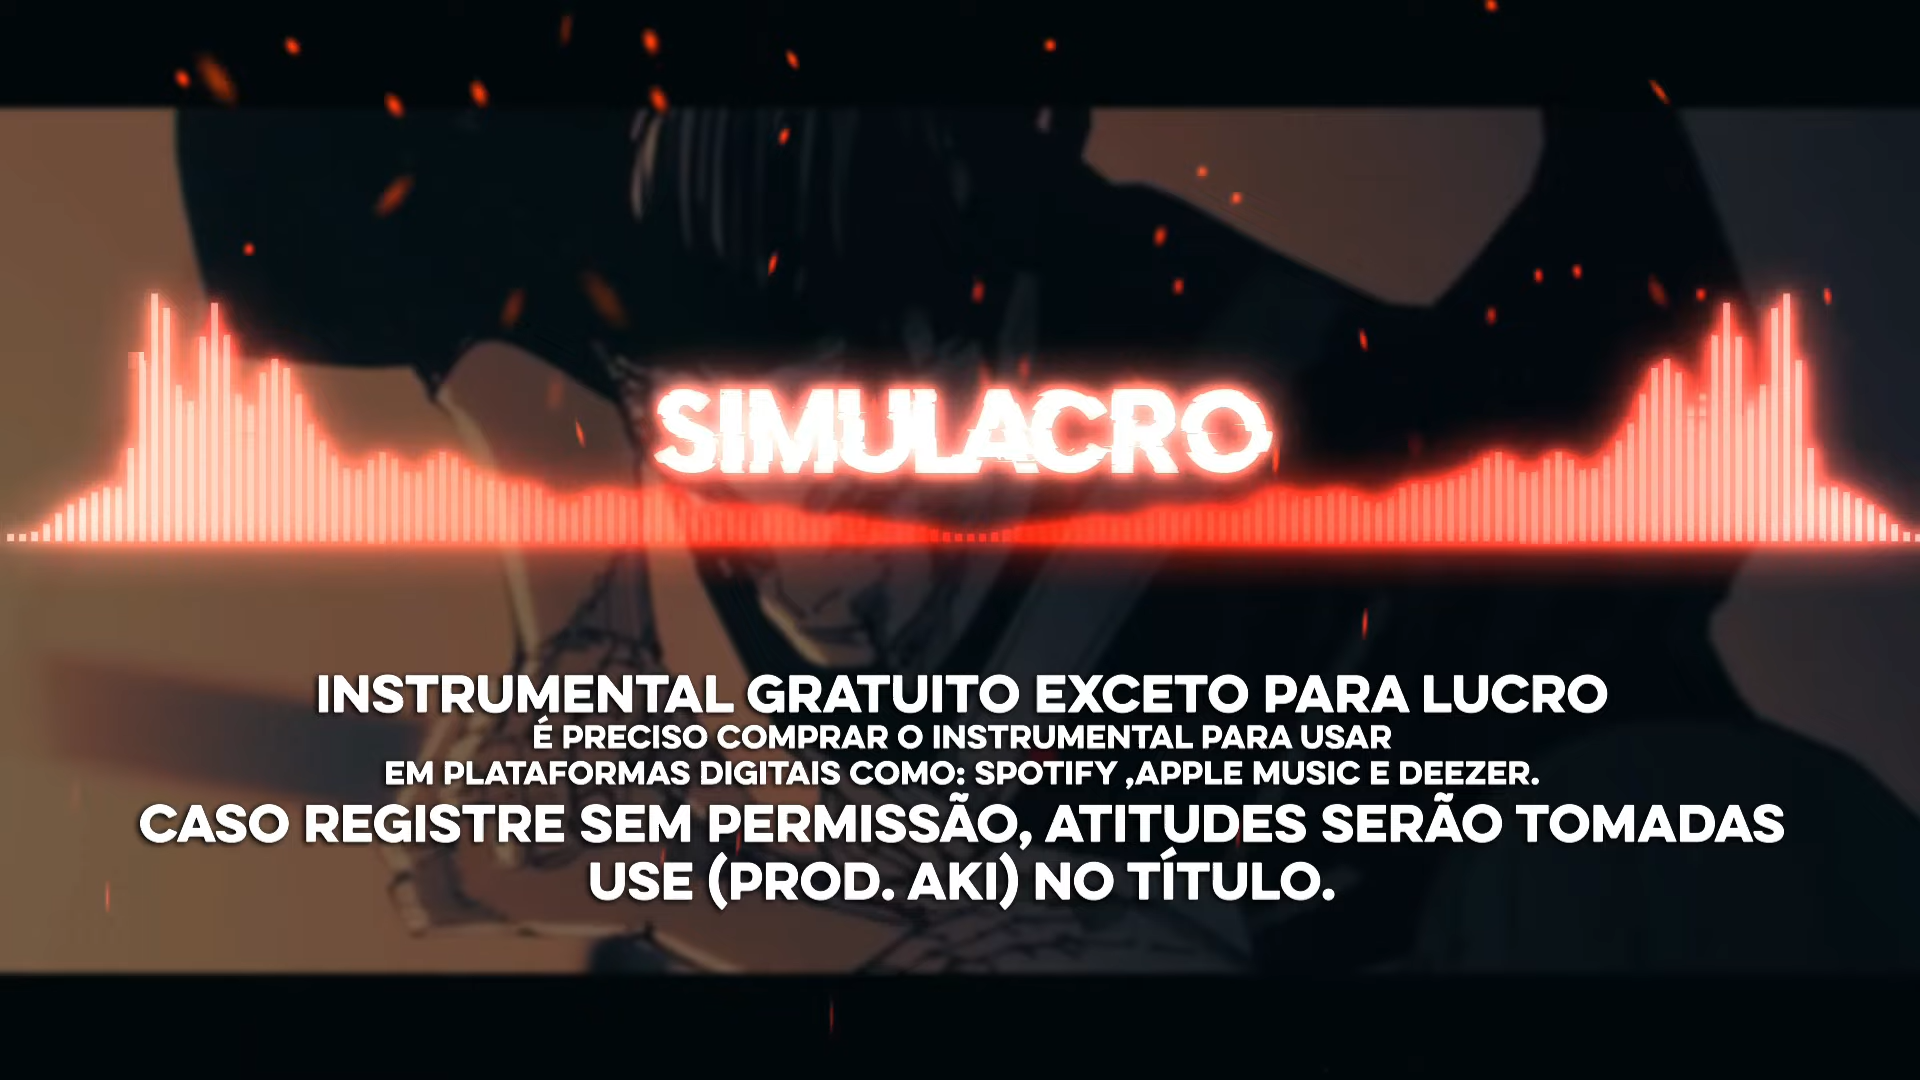 SIMULACRO
INSTRUMENTAL GRATUITO EXCETO PARA LUCRO
É PRECISO COMPRAR O INSTRUMENTAL PARA USAR
EM PLATAFORMAS DIGITAIS COMO: SPOTIFY ,APPLE MUSIC E DEEZER.
CASO REGISTRE SEM PERMISSÃO, ATITUDES SERÃO TOMADAS
USE (PROD. AKI) NO TÍTULO.